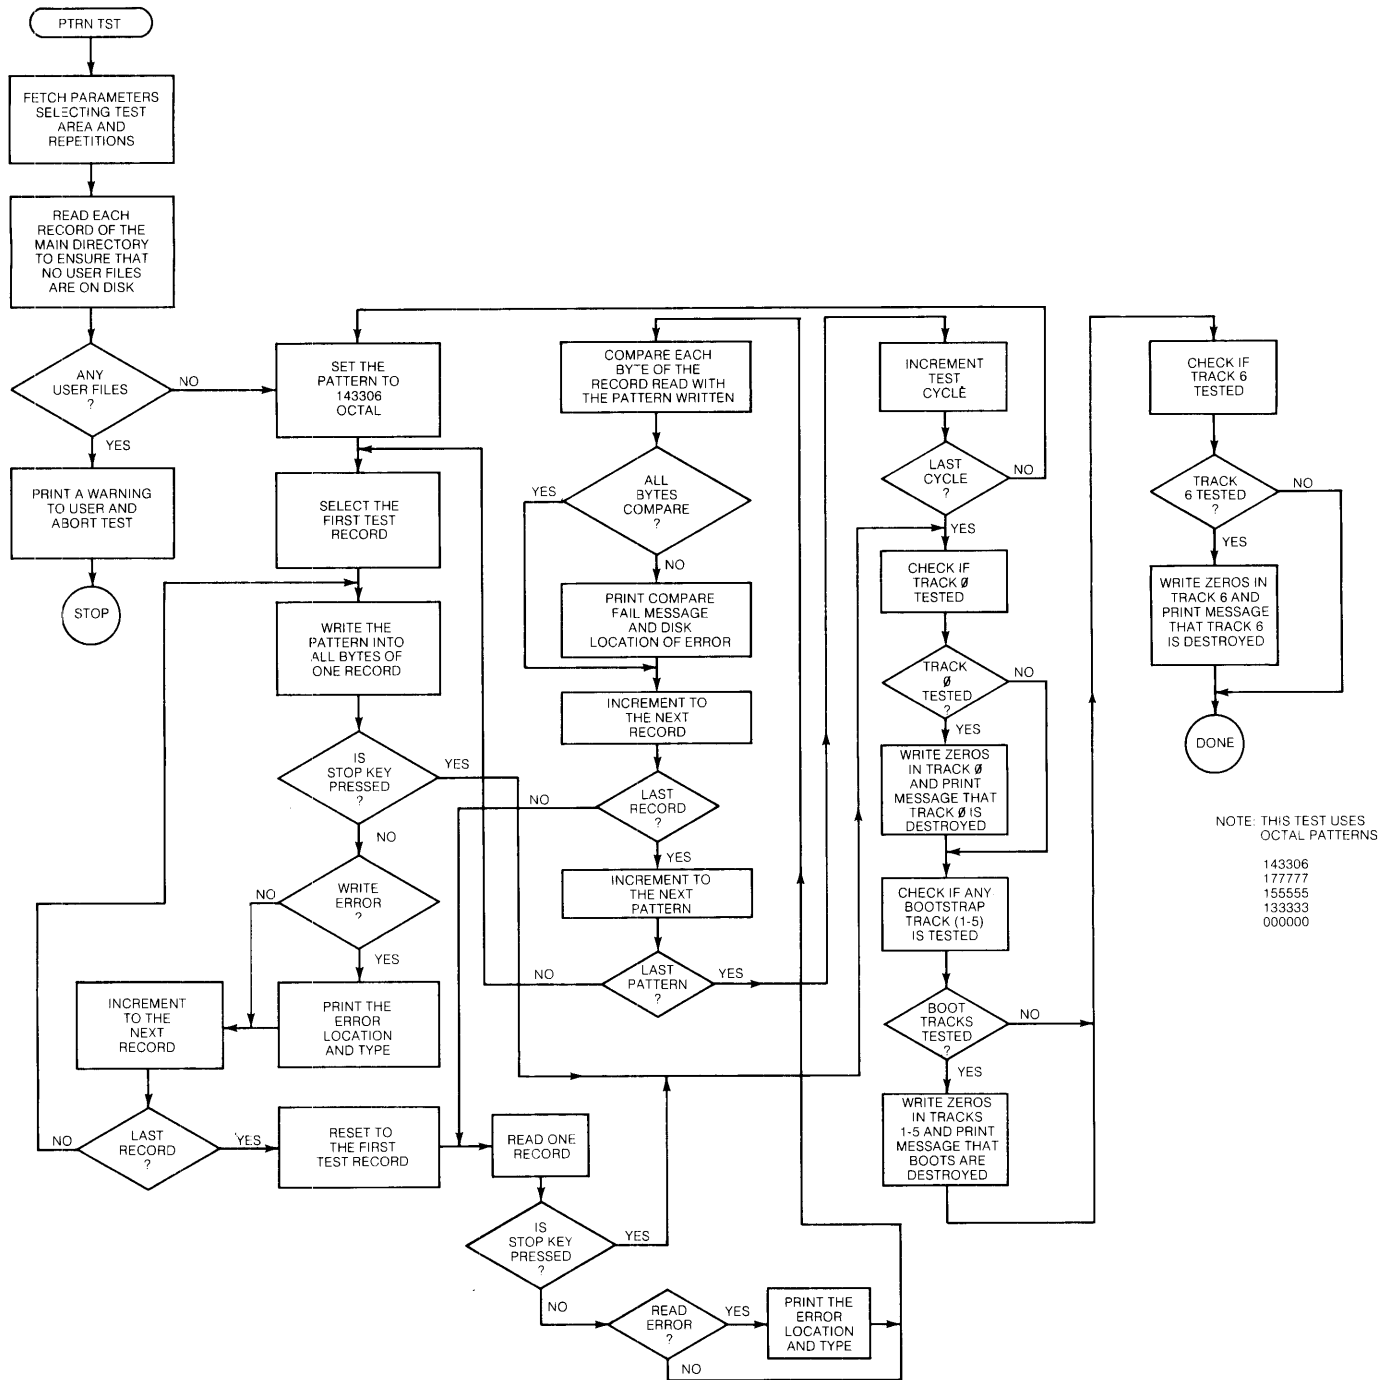 PTRN TST
FETCH PARAMETERS
SELECTING TEST
AREA AND
REPETITIONS
READ EACH
RECORD OF THE
MAIN DIRECTORY
TO ENSURE THAT
NO USER FILES
ARE ON DISK
ANY
USER FILES
?
NO
YES
PRINT A WARNING
TO USER AND
ABORT TEST
STOP
SET THE
PATTERN TO
143306
OCTAL
SELECT THE
FIRST TEST
RECORD
WRITE THE
PATTERN INTO
ALL BYTES OF
ONE RECORD
IS
STOP KEY
PRESSED
?
YES
NO
WRITE
ERROR
?
NO
YES
PRINT THE
ERROR
LOCATION
AND TYPE
INCREMENT
TO THE
NEXT
RECORD
LAST
RECORD
?
NO
YES
RESET TO
THE FIRST
TEST RECORD
READ ONE
RECORD
IS
STOP KEY
PRESSED
?
YES
NO
READ
ERROR
?
YES
NO
PRINT THE
ERROR
LOCATION
AND TYPE
COMPARE EACH
BYTE OF THE
RECORD READ WITH
THE PATTERN WRITTEN
ALL
BYTES
COMPARE
?
YES
NO
PRINT COMPARE
FAIL MESSAGE
AND DISK
LOCATION OF ERROR
INCREMENT TO
THE NEXT
RECORD
LAST
RECORD
?
NO
YES
INCREMENT TO
THE NEXT
PATTERN
LAST
PATTERN
?
NO
YES
INCREMENT
TEST
CYCLE
LAST
CYCLE
?
NO
YES
CHECK IF
TRACK Ø
TESTED
TRACK
Ø
TESTED
?
NO
YES
WRITE ZEROS
IN TRACK Ø
AND PRINT
MESSAGE THAT
TRACK Ø IS
DESTROYED
CHECK IF ANY
BOOTSTRAP
TRACK (1-5)
IS TESTED
BOOT
TRACKS
TESTED
?
NO
YES
WRITE ZEROS
IN TRACKS
1-5 AND PRINT
MESSAGE THAT
BOOTS ARE
DESTROYED
CHECK IF
TRACK 6
TESTED
TRACK
6 TESTED
?
NO
YES
WRITE ZEROS IN
TRACK 6 AND
PRINT MESSAGE
THAT TRACK 6
IS DESTROYED
DONE
NOTE: THIS TEST USES
OCTAL PATTERNS
143306
177777
155555
133333
000000